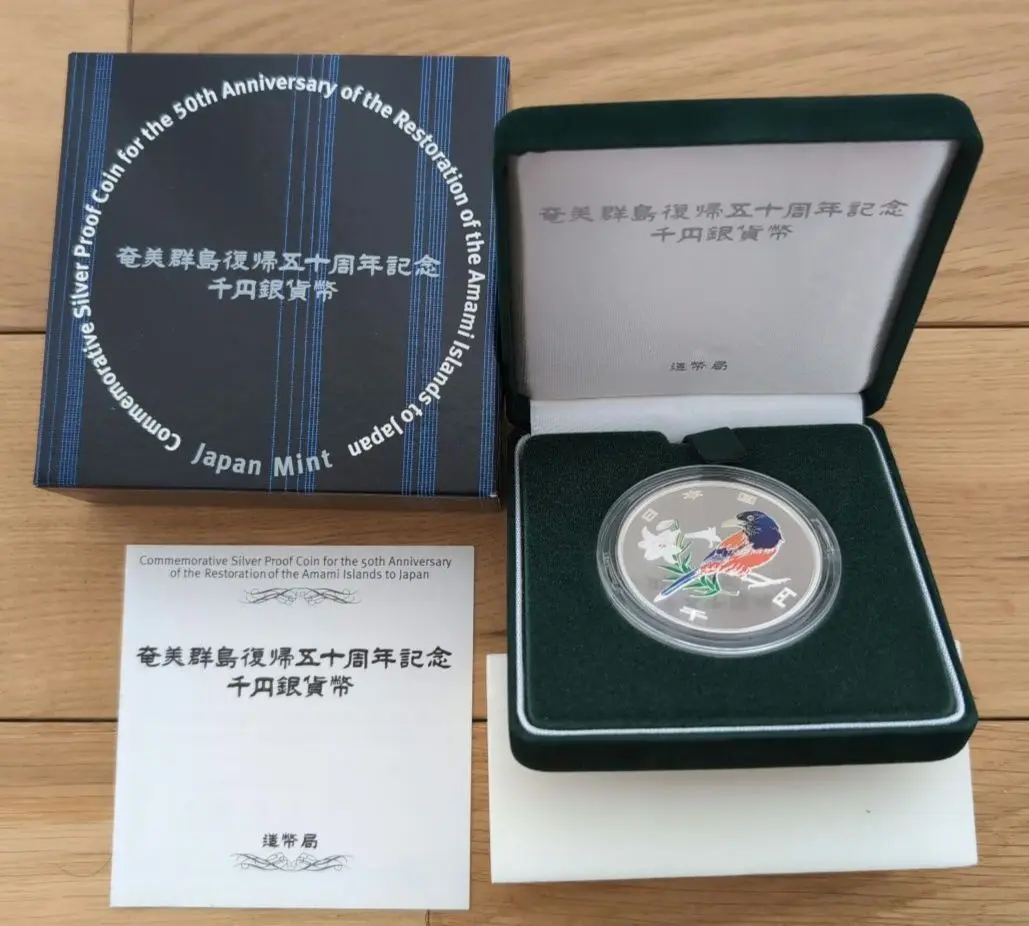 Commemorative Silver Proof Coin for the 50th Anniversary of the Restoration of the Amami Islands to Japan
奄美群島復帰五十周年記念
千円銀貨幣
Japan Mint
奄美群島復帰五十周年記念
千円銀貨幣
造幣局
日本国
千円
Commemorative Silver Proof Coin for the 50th Anniversary
of the Restoration of the Amami Islands to Japan
奄美群島復帰五十周年記念
千円銀貨幣
造幣局